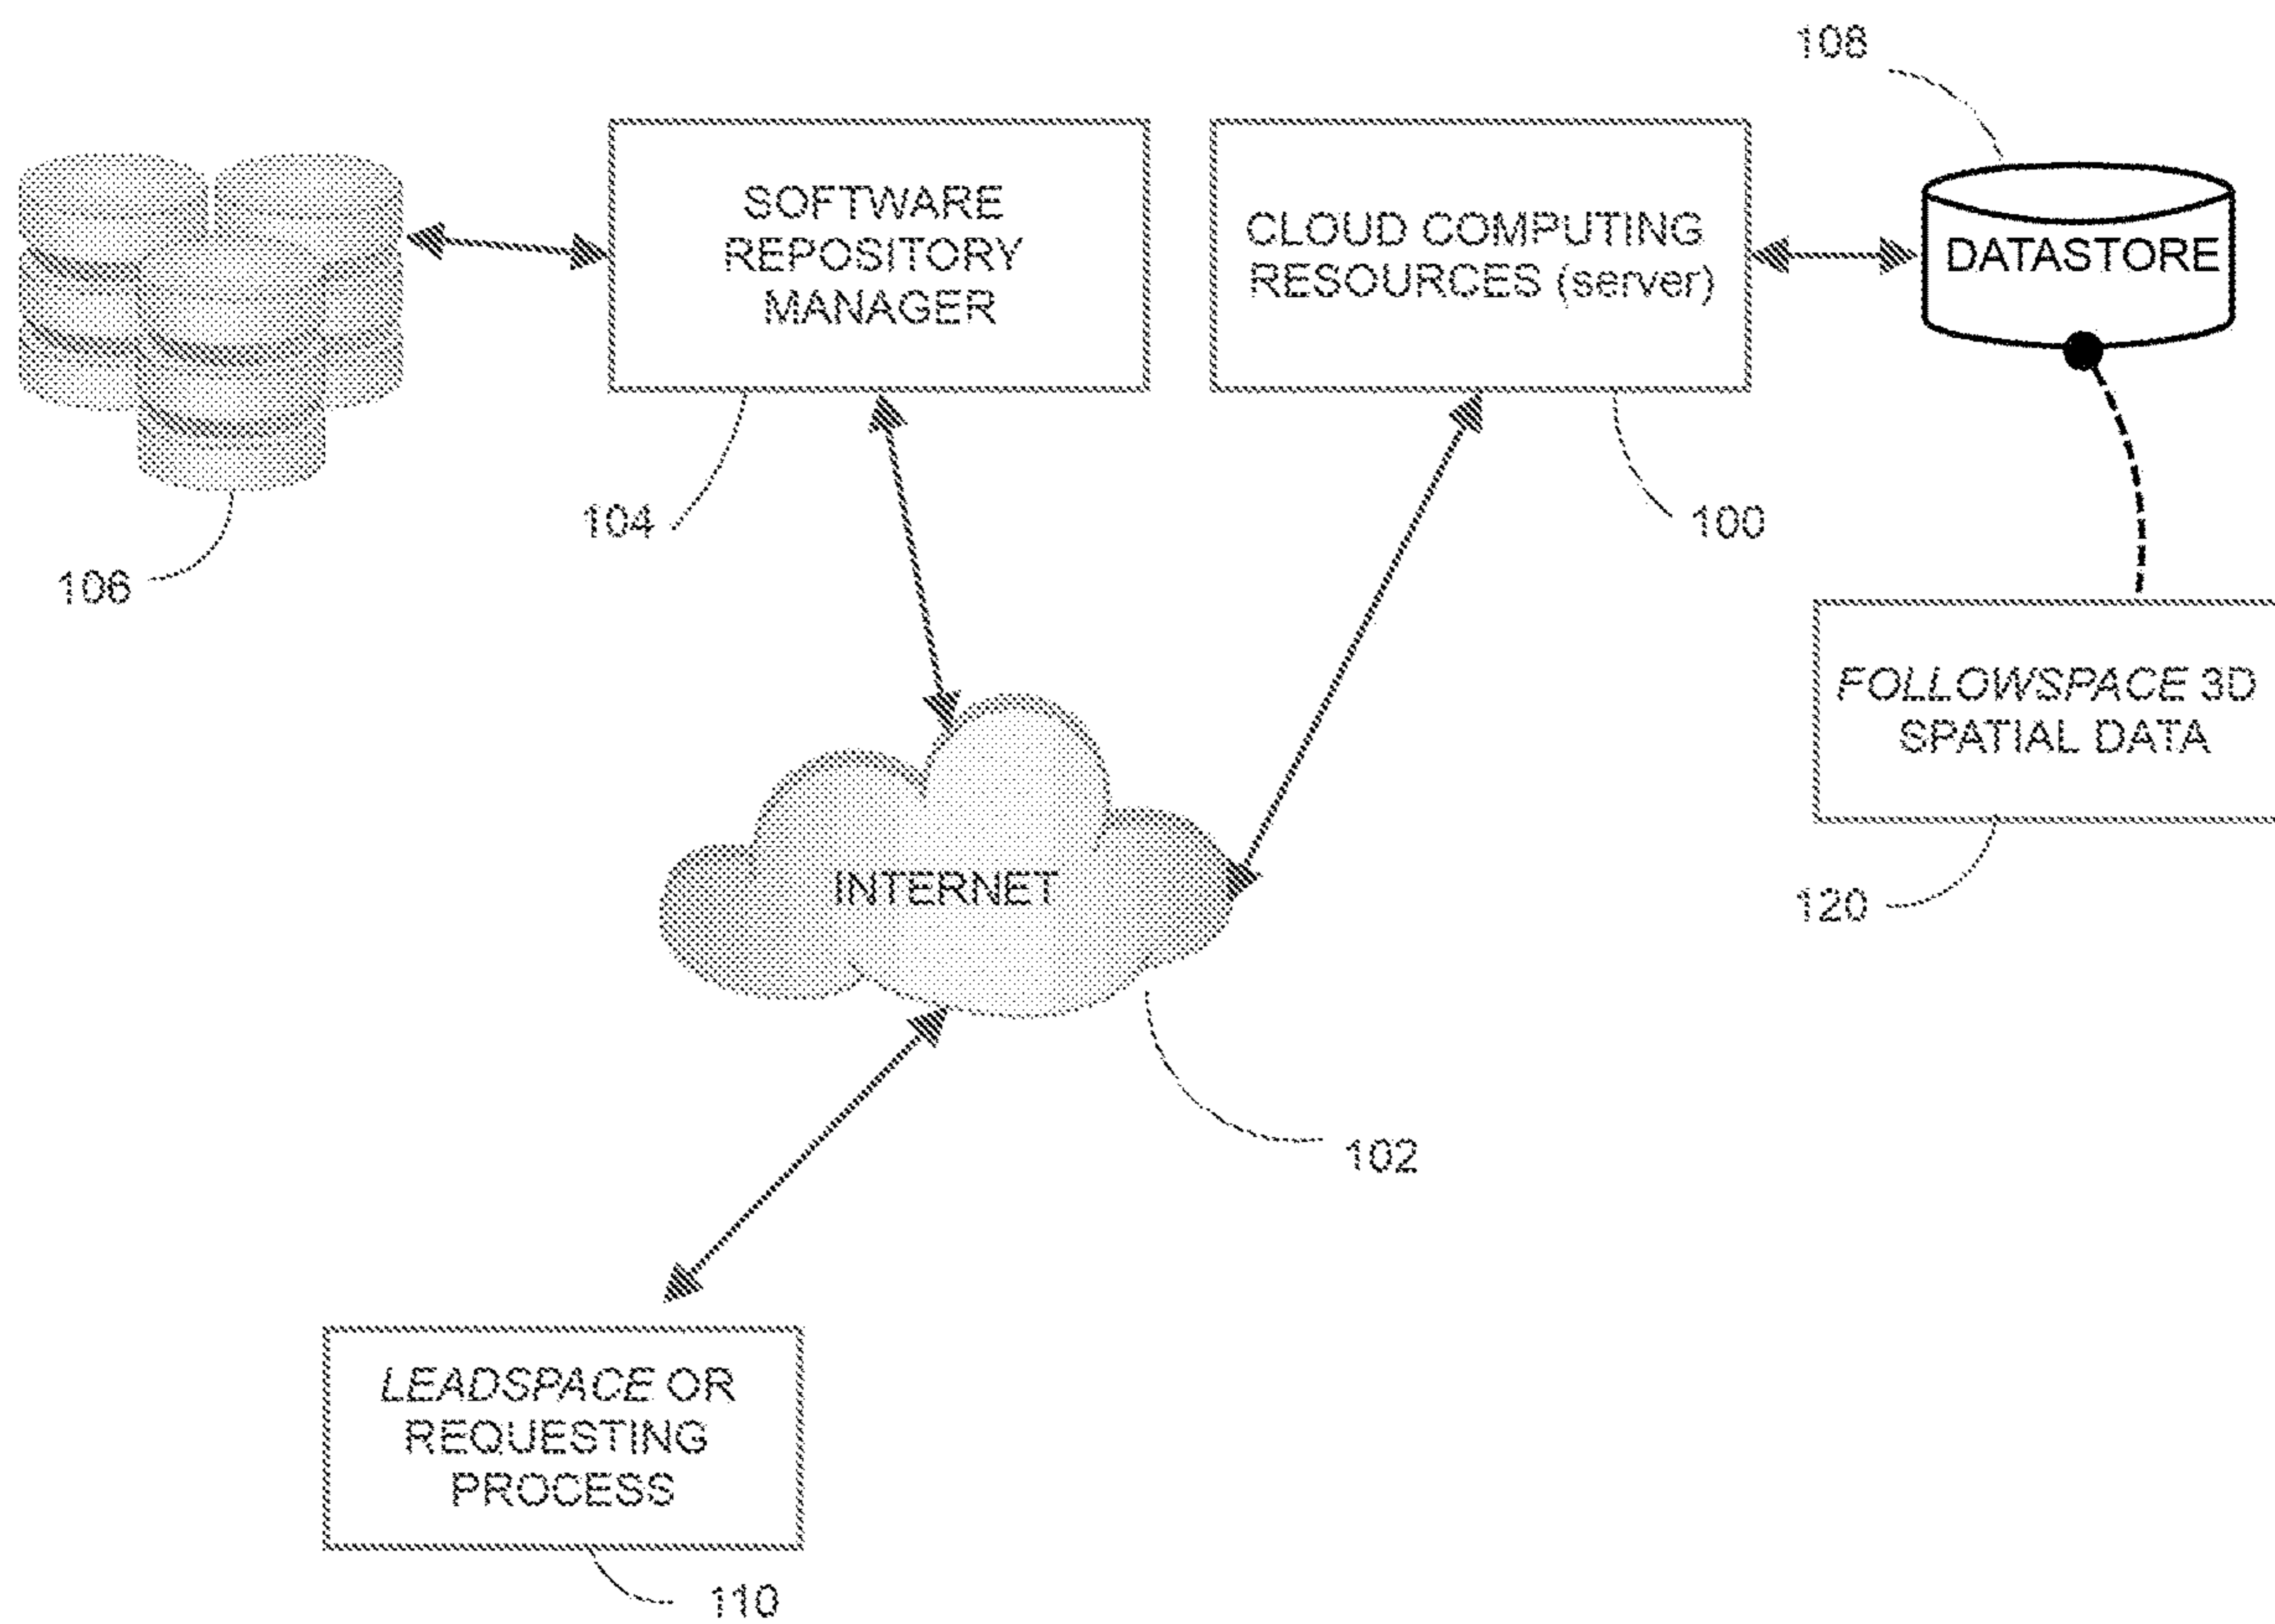 108
SOFTWARE
REPOSITORY
MANAGER
CLOUD COMPUTING
RESOURCES (server)
DATASTORE
104
100
106
FOLLOWSPACE 3D
SPATIAL DATA
INTERNET
120
102
LEADSPACE OR
REQUESTING
PROCESS
110